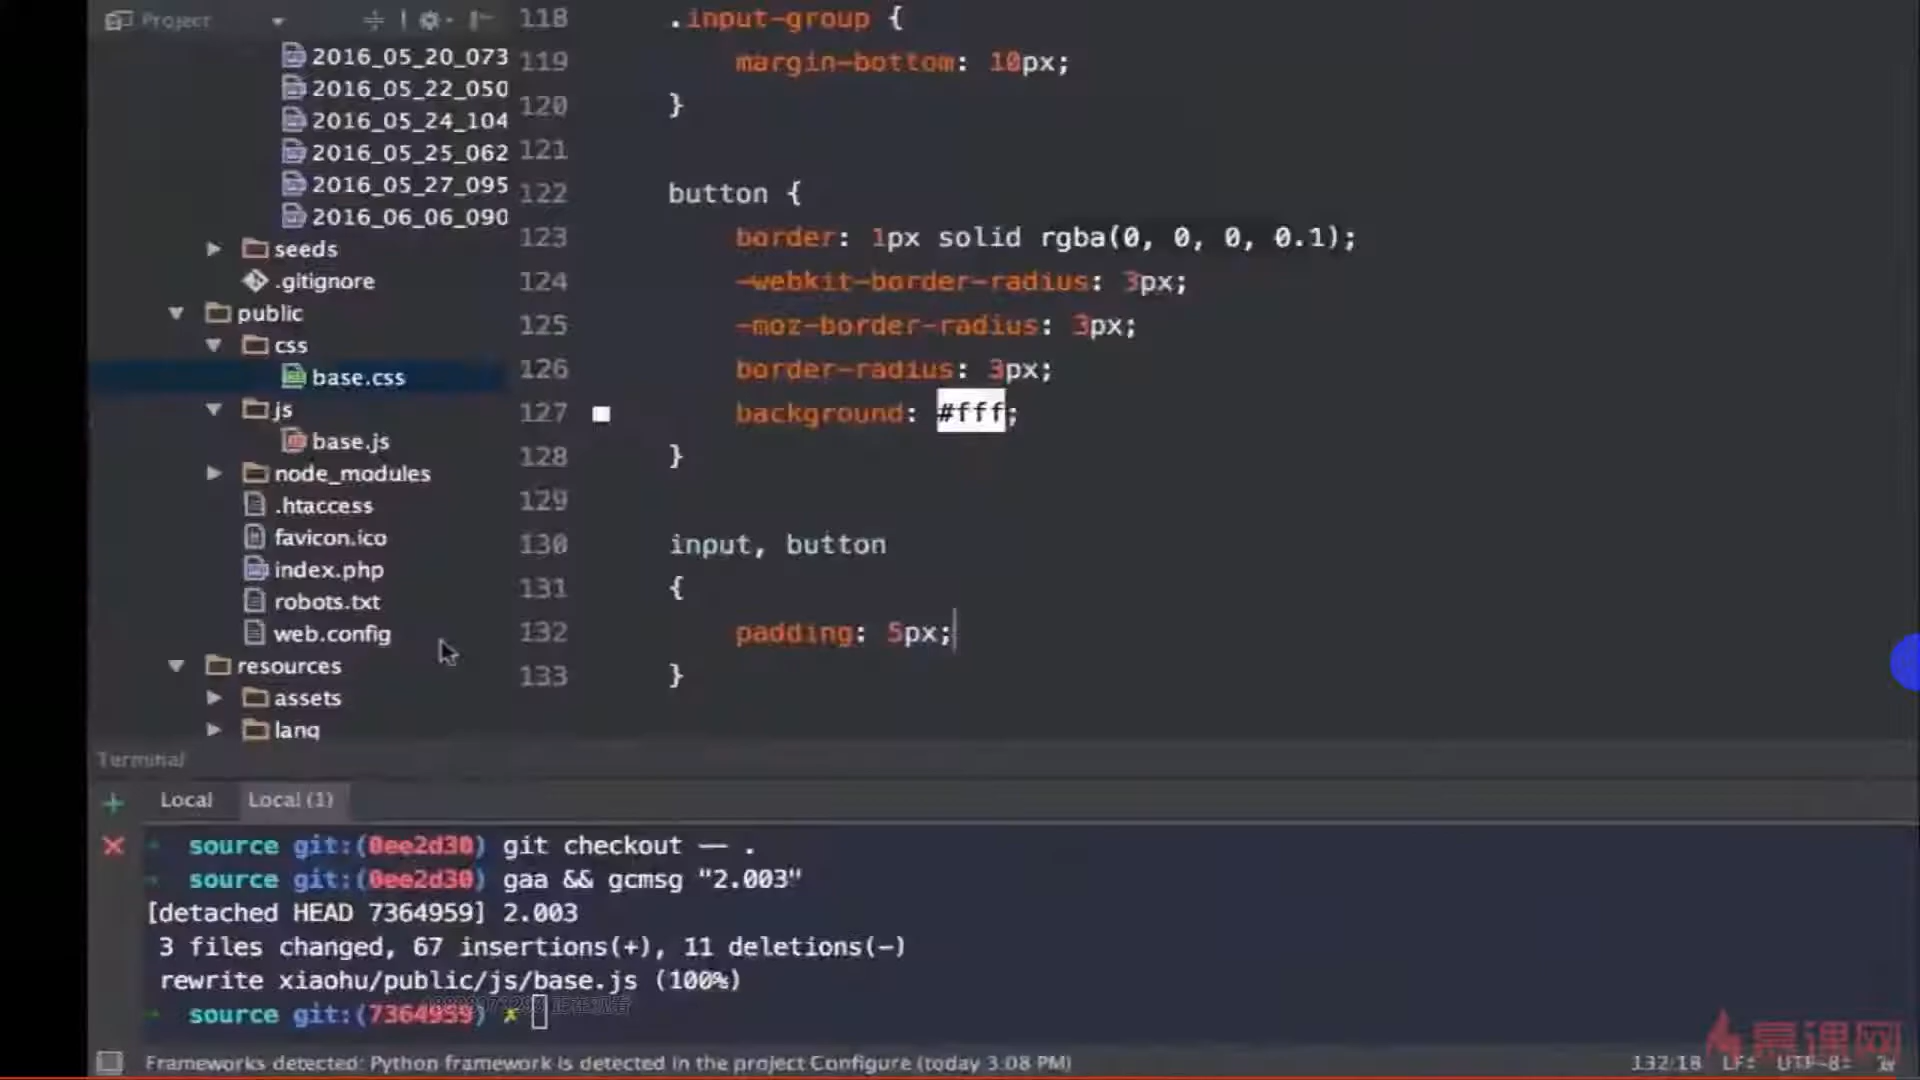 Project
2016_05_20_073
2016_05_22_050
2016_05_24_104
2016_05_25_062
2016_05_27_095
2016_06_06_090
seeds
.gitignore
public
css
base.css
js
base.js
node_modules
.htaccess
favicon.ico
index.php
robots.txt
web.config
resources
assets
lang
118 .input-group {
119 margin-bottom: 10px;
120 }
121
122 button {
123 border: 1px solid rgba(0, 0, 0, 0.1);
124 -webkit-border-radius: 3px;
125 -moz-border-radius: 3px;
126 border-radius: 3px;
127 background: #fff;
128 }
129
130 input, button
131 {
132 padding: 5px;
133 }
Terminal
Local Local (1)
source git:(0ee2d30) git checkout -- .
source git:(0ee2d30) gaa && gcmsg "2.003"
[detached HEAD 7364959] 2.003
3 files changed, 67 insertions(+), 11 deletions(-)
rewrite xiaohu/public/js/base.js (100%)
source git:(7364959) ✗
正在观看
Frameworks detected: Python framework is detected in the project Configure (today 3:08 PM)
132:18 LF÷ UTF-8÷
慕课网